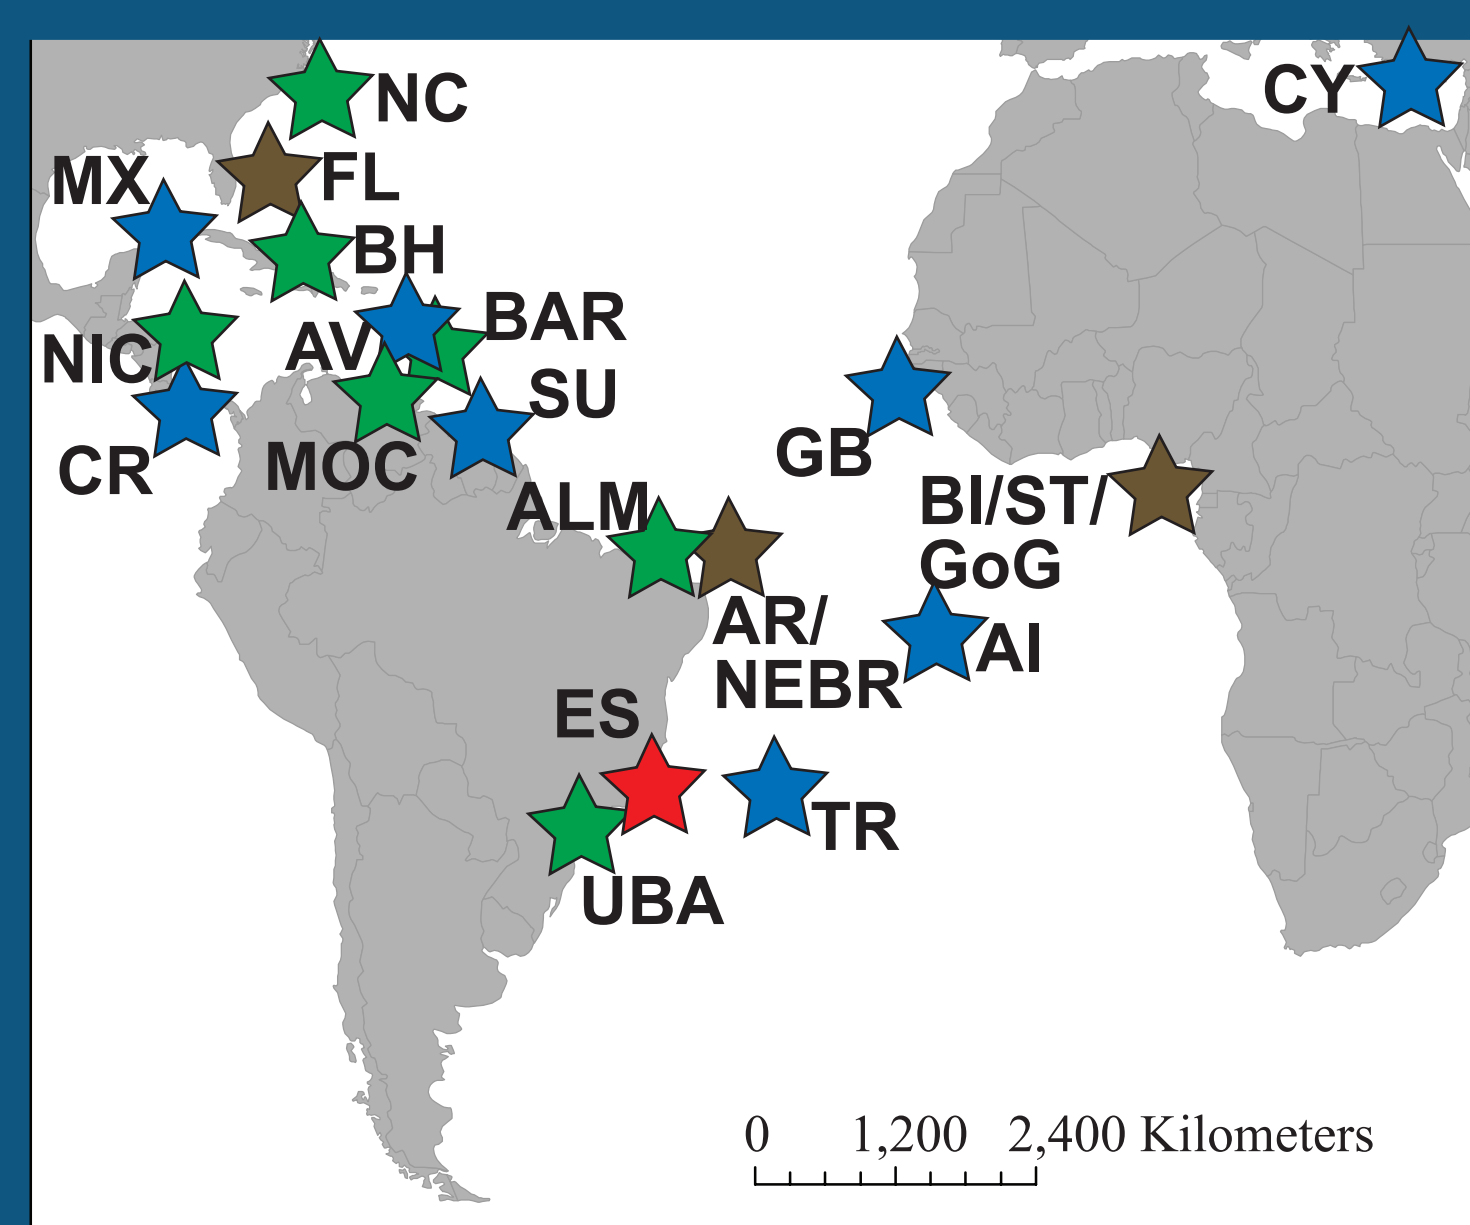 NC
CY
MX
FL
BH
BAR
AV
NIC
SU
CR
MOC
GB
ALM
BI/ST/
GoG
AR/
NEBR
AI
ES
TR
UBA
0 1,200 2,400 Kilometers